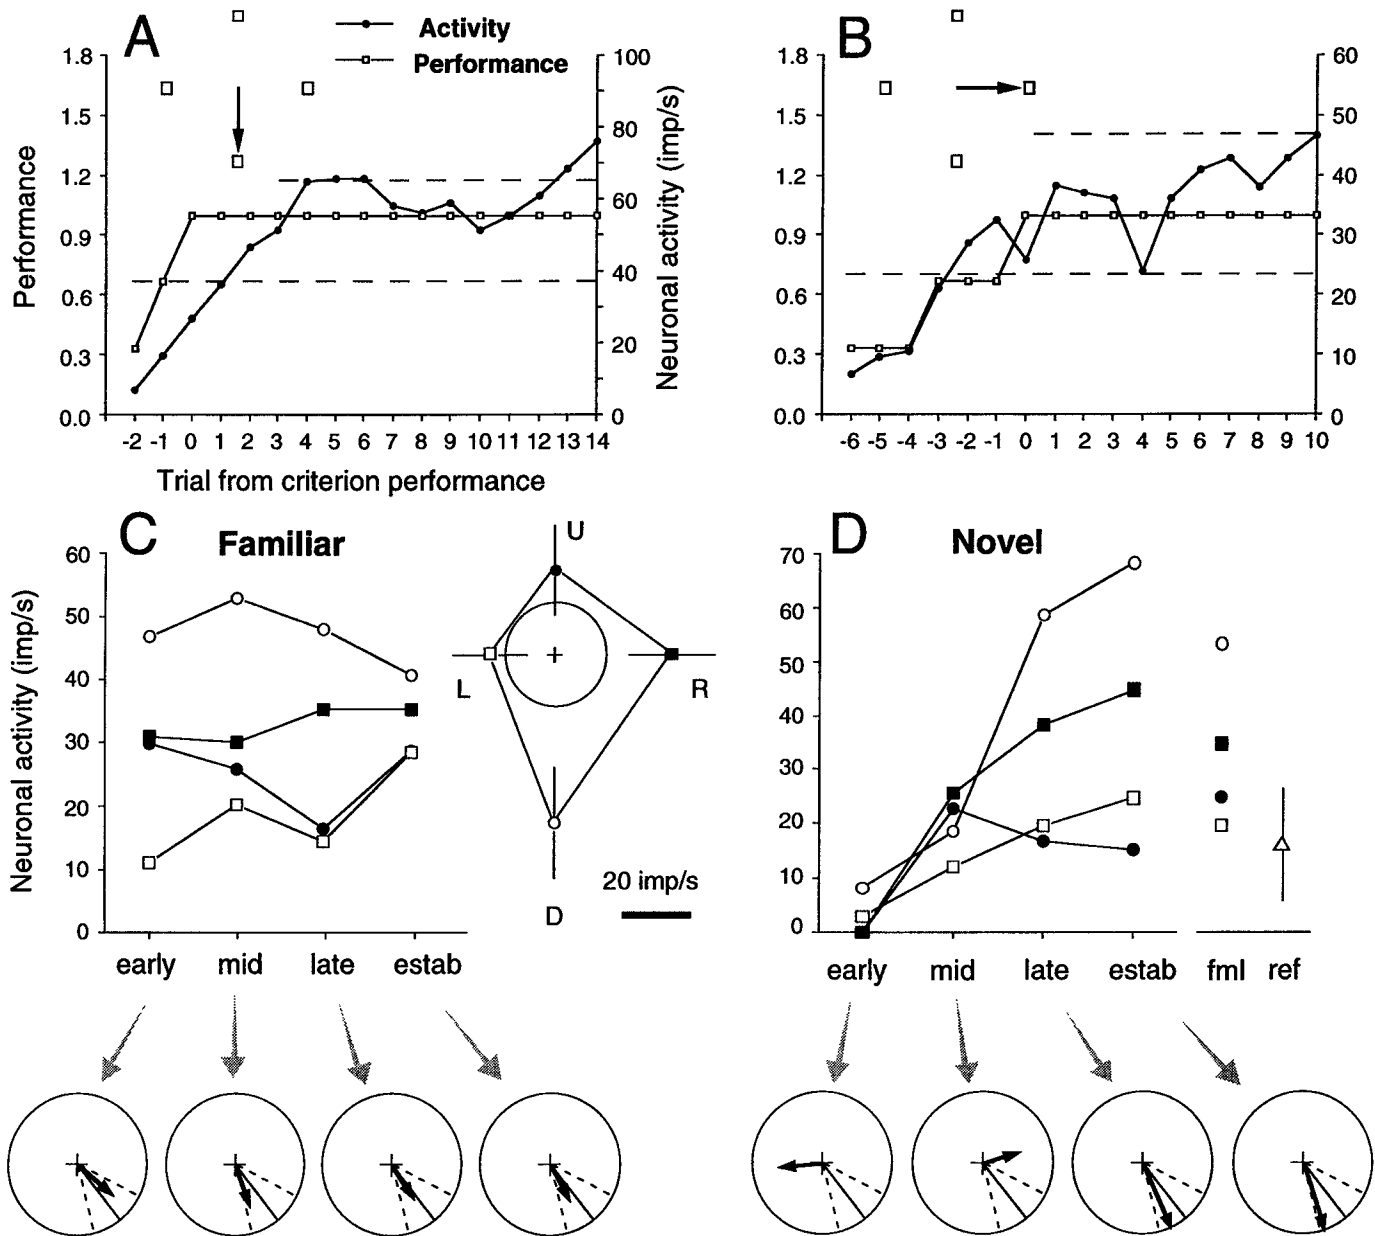 A
Activity
Performance
1.8
1.5
1.2
0.9
0.6
0.3
0.0
Performance
100
80
60
40
20
0
Neuronal activity (imp/s)
-2 -1 0 1 2 3 4 5 6 7 8 9 10 11 12 13 14
Trial from criterion performance
B
1.8
1.5
1.2
0.9
0.6
0.3
0.0
60
50
40
30
20
10
0
-6 -5 -4 -3 -2 -1 0 1 2 3 4 5 6 7 8 9 10
C
Familiar
60
50
40
30
20
10
0
Neuronal activity (imp/s)
early mid late estab
U
L
R
D
20 imp/s
D
Novel
70
60
50
40
30
20
10
0
early mid late estab fml ref